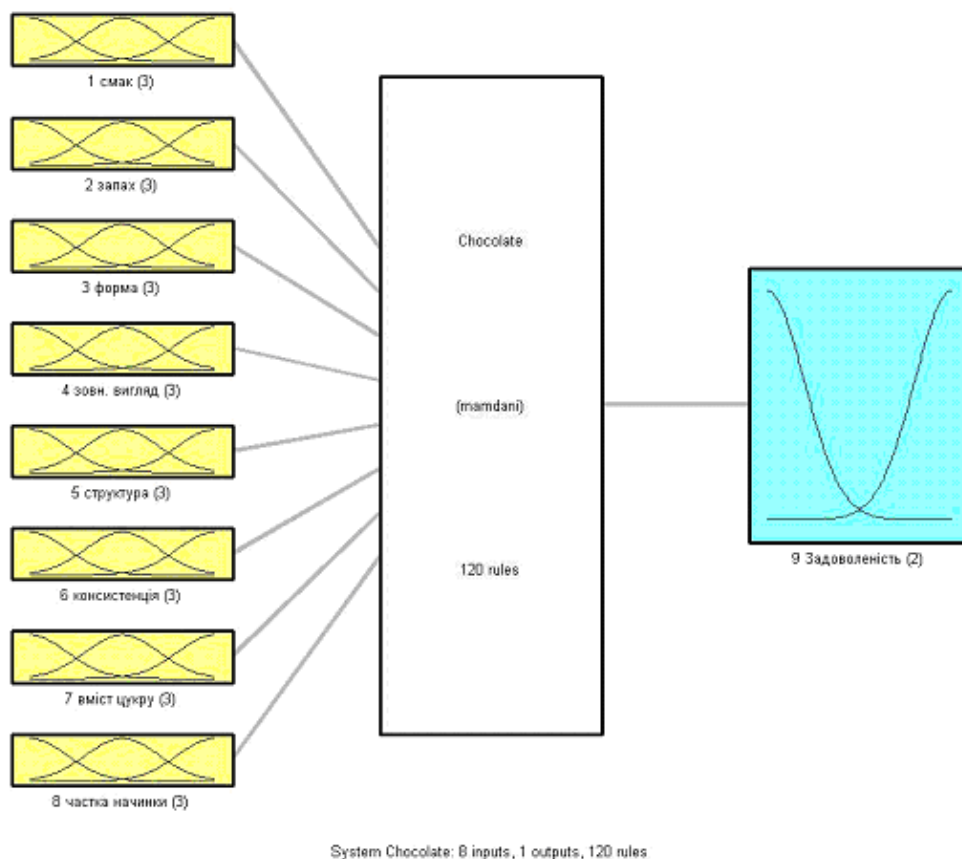 1 смак (3)
2 запах (3)
3 форма (3)
4 зовн. вигляд (3)
5 структура (3)
6 консистенція (3)
7 вміст цукру (3)
8 частка начинки (3)
Chocolate
(mamdani)
120 rules
9 Задоволеність (2)
System Chocolate: 8 inputs, 1 outputs, 120 rules